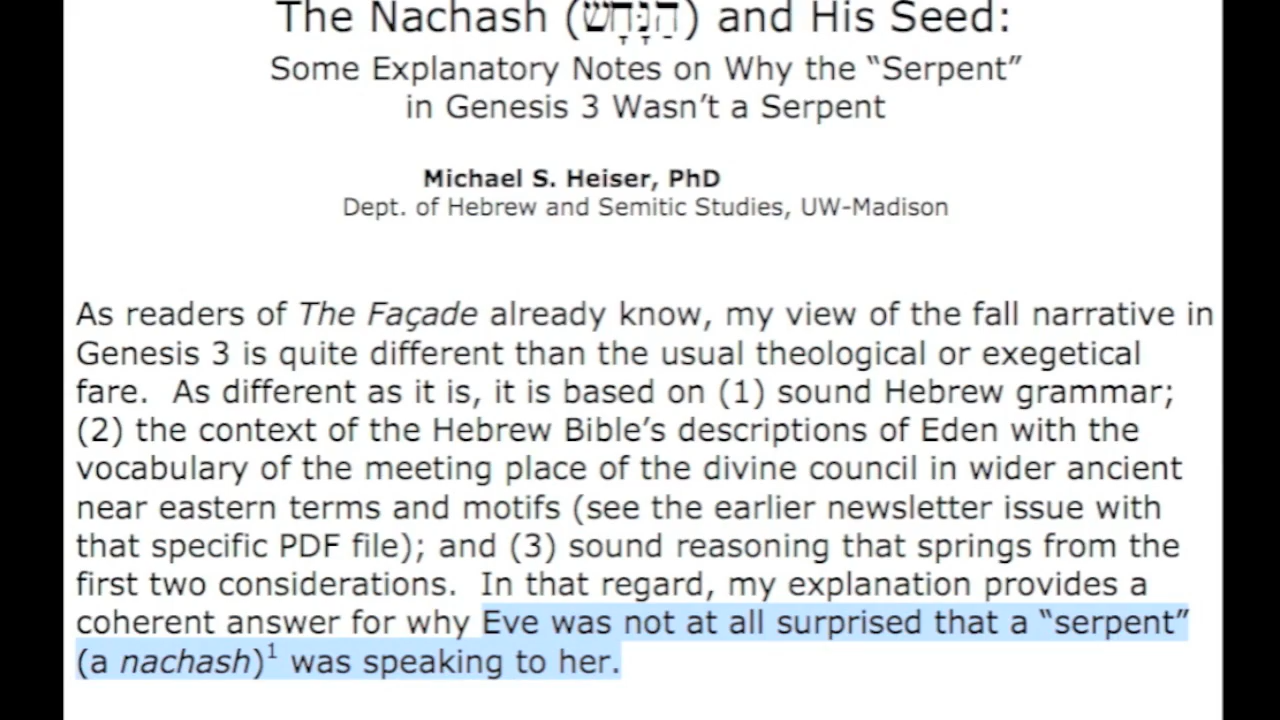 The Nachash (הַנָּחָשׁ) and His Seed:
Some Explanatory Notes on Why the “Serpent”
in Genesis 3 Wasn’t a Serpent
Michael S. Heiser, PhD
Dept. of Hebrew and Semitic Studies, UW-Madison
As readers of The Façade already know, my view of the fall narrative in
Genesis 3 is quite different than the usual theological or exegetical
fare.  As different as it is, it is based on (1) sound Hebrew grammar;
(2) the context of the Hebrew Bible’s descriptions of Eden with the
vocabulary of the meeting place of the divine council in wider ancient
near eastern terms and motifs (see the earlier newsletter issue with
that specific PDF file); and (3) sound reasoning that springs from the
first two considerations.  In that regard, my explanation provides a
coherent answer for why Eve was not at all surprised that a “serpent”
(a nachash)¹ was speaking to her.